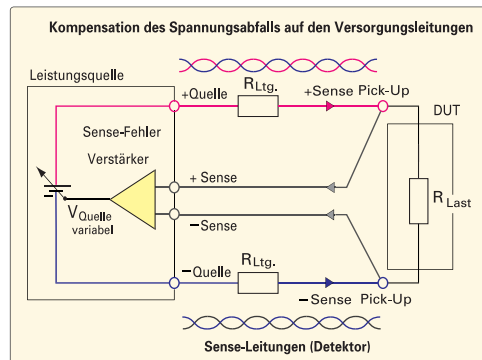 Kompensation des Spannungsabfalls auf den Versorgungsleitungen
Leistungsquelle
+Quelle
RLtg.
+Sense Pick-Up
DUT
Sense-Fehler
Verstärker
+ Sense
−Sense
VQuelle
variabel
RLast
−Quelle
RLtg.
−Sense Pick-Up
Sense-Leitungen (Detektor)